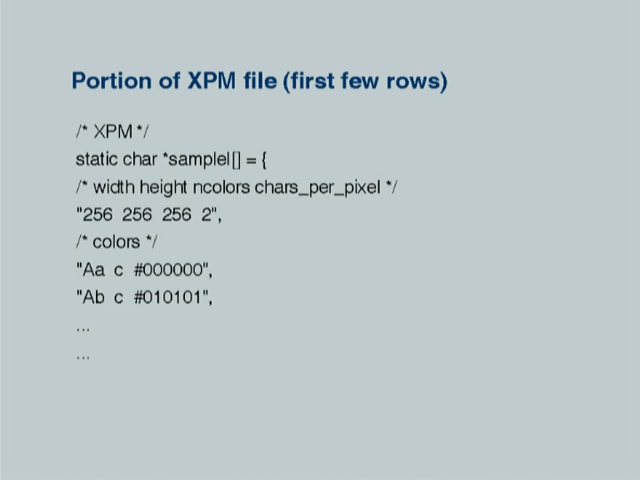 Portion of XPM file (first few rows)
/* XPM */
static char *samplel[] = {
/* width height ncolors chars_per_pixel */
"256  256  256  2",
/* colors */
"Aa  c  #000000",
"Ab  c  #010101",
...
...